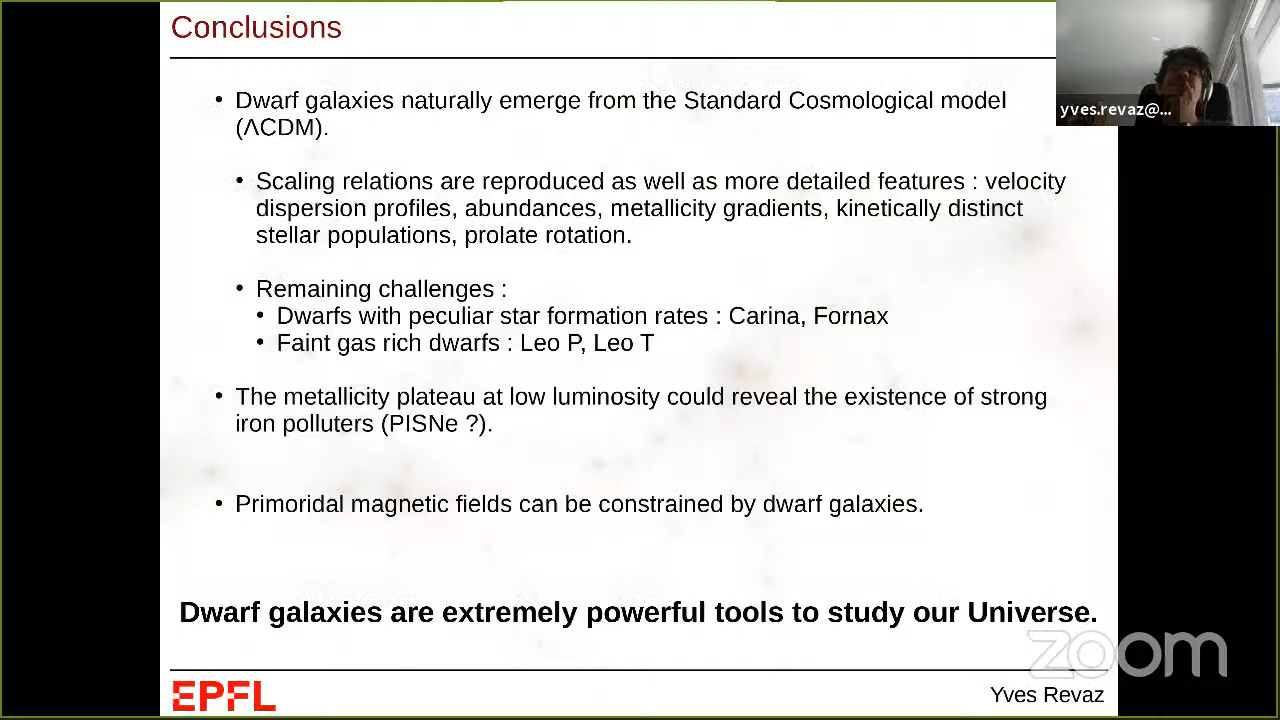 Conclusions
yves.revaz@...
• Dwarf galaxies naturally emerge from the Standard Cosmological model
(ΛCDM).
• Scaling relations are reproduced as well as more detailed features : velocity
dispersion profiles, abundances, metallicity gradients, kinetically distinct
stellar populations, prolate rotation.
• Remaining challenges :
• Dwarfs with peculiar star formation rates : Carina, Fornax
• Faint gas rich dwarfs : Leo P, Leo T
• The metallicity plateau at low luminosity could reveal the existence of strong
iron polluters (PISNe ?).
• Primoridal magnetic fields can be constrained by dwarf galaxies.
Dwarf galaxies are extremely powerful tools to study our Universe.
zoom
EPFL
Yves Revaz